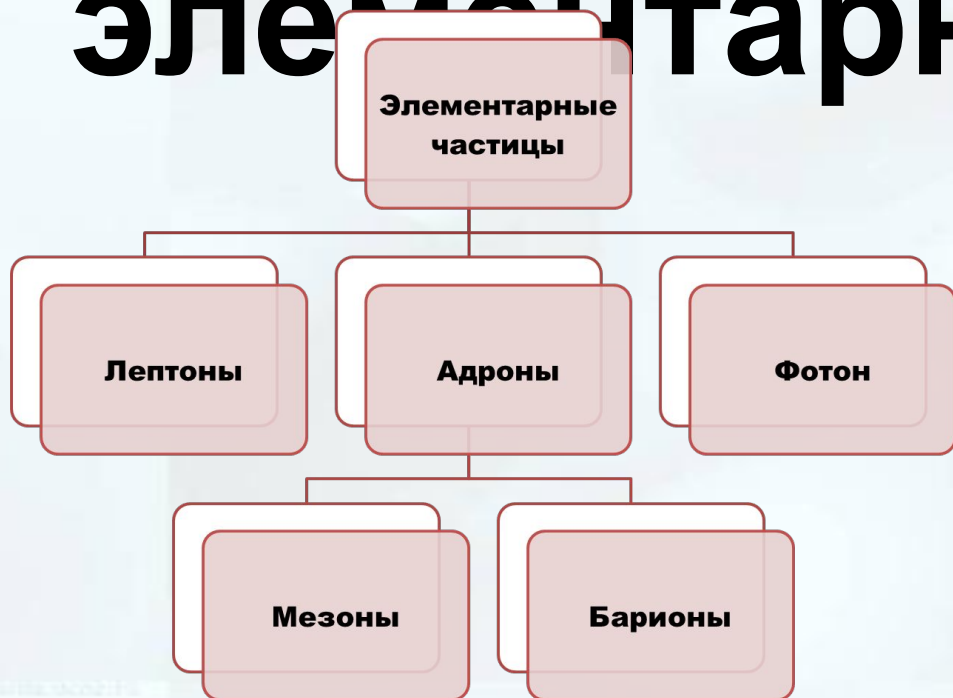 Элементарные
частицы
Лептоны
Адроны
Фотон
Мезоны
Барионы